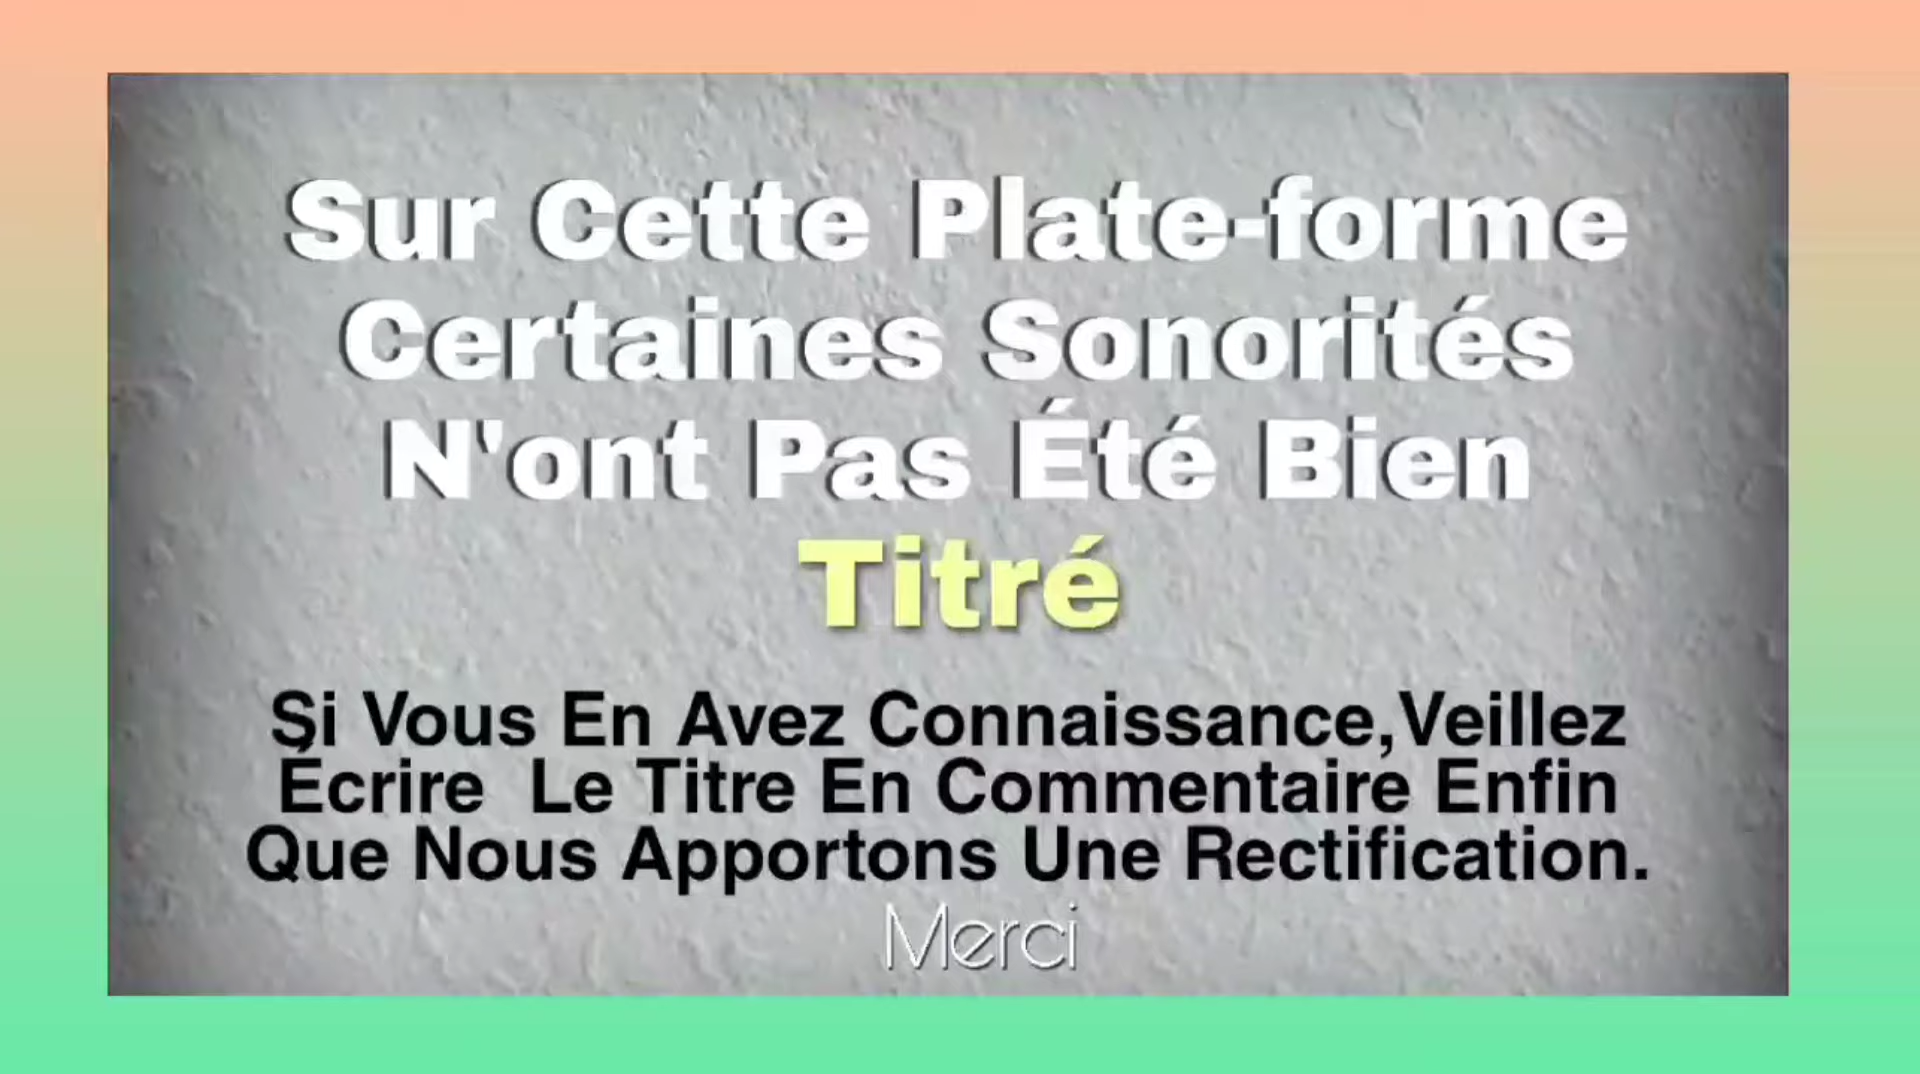 Sur Cette Plate-forme
Certaines Sonorités
N'ont Pas Été Bien
Titré
Si Vous En Avez Connaissance,Veillez
Écrire  Le Titre En Commentaire Enfin
Que Nous Apportons Une Rectification.
Merci